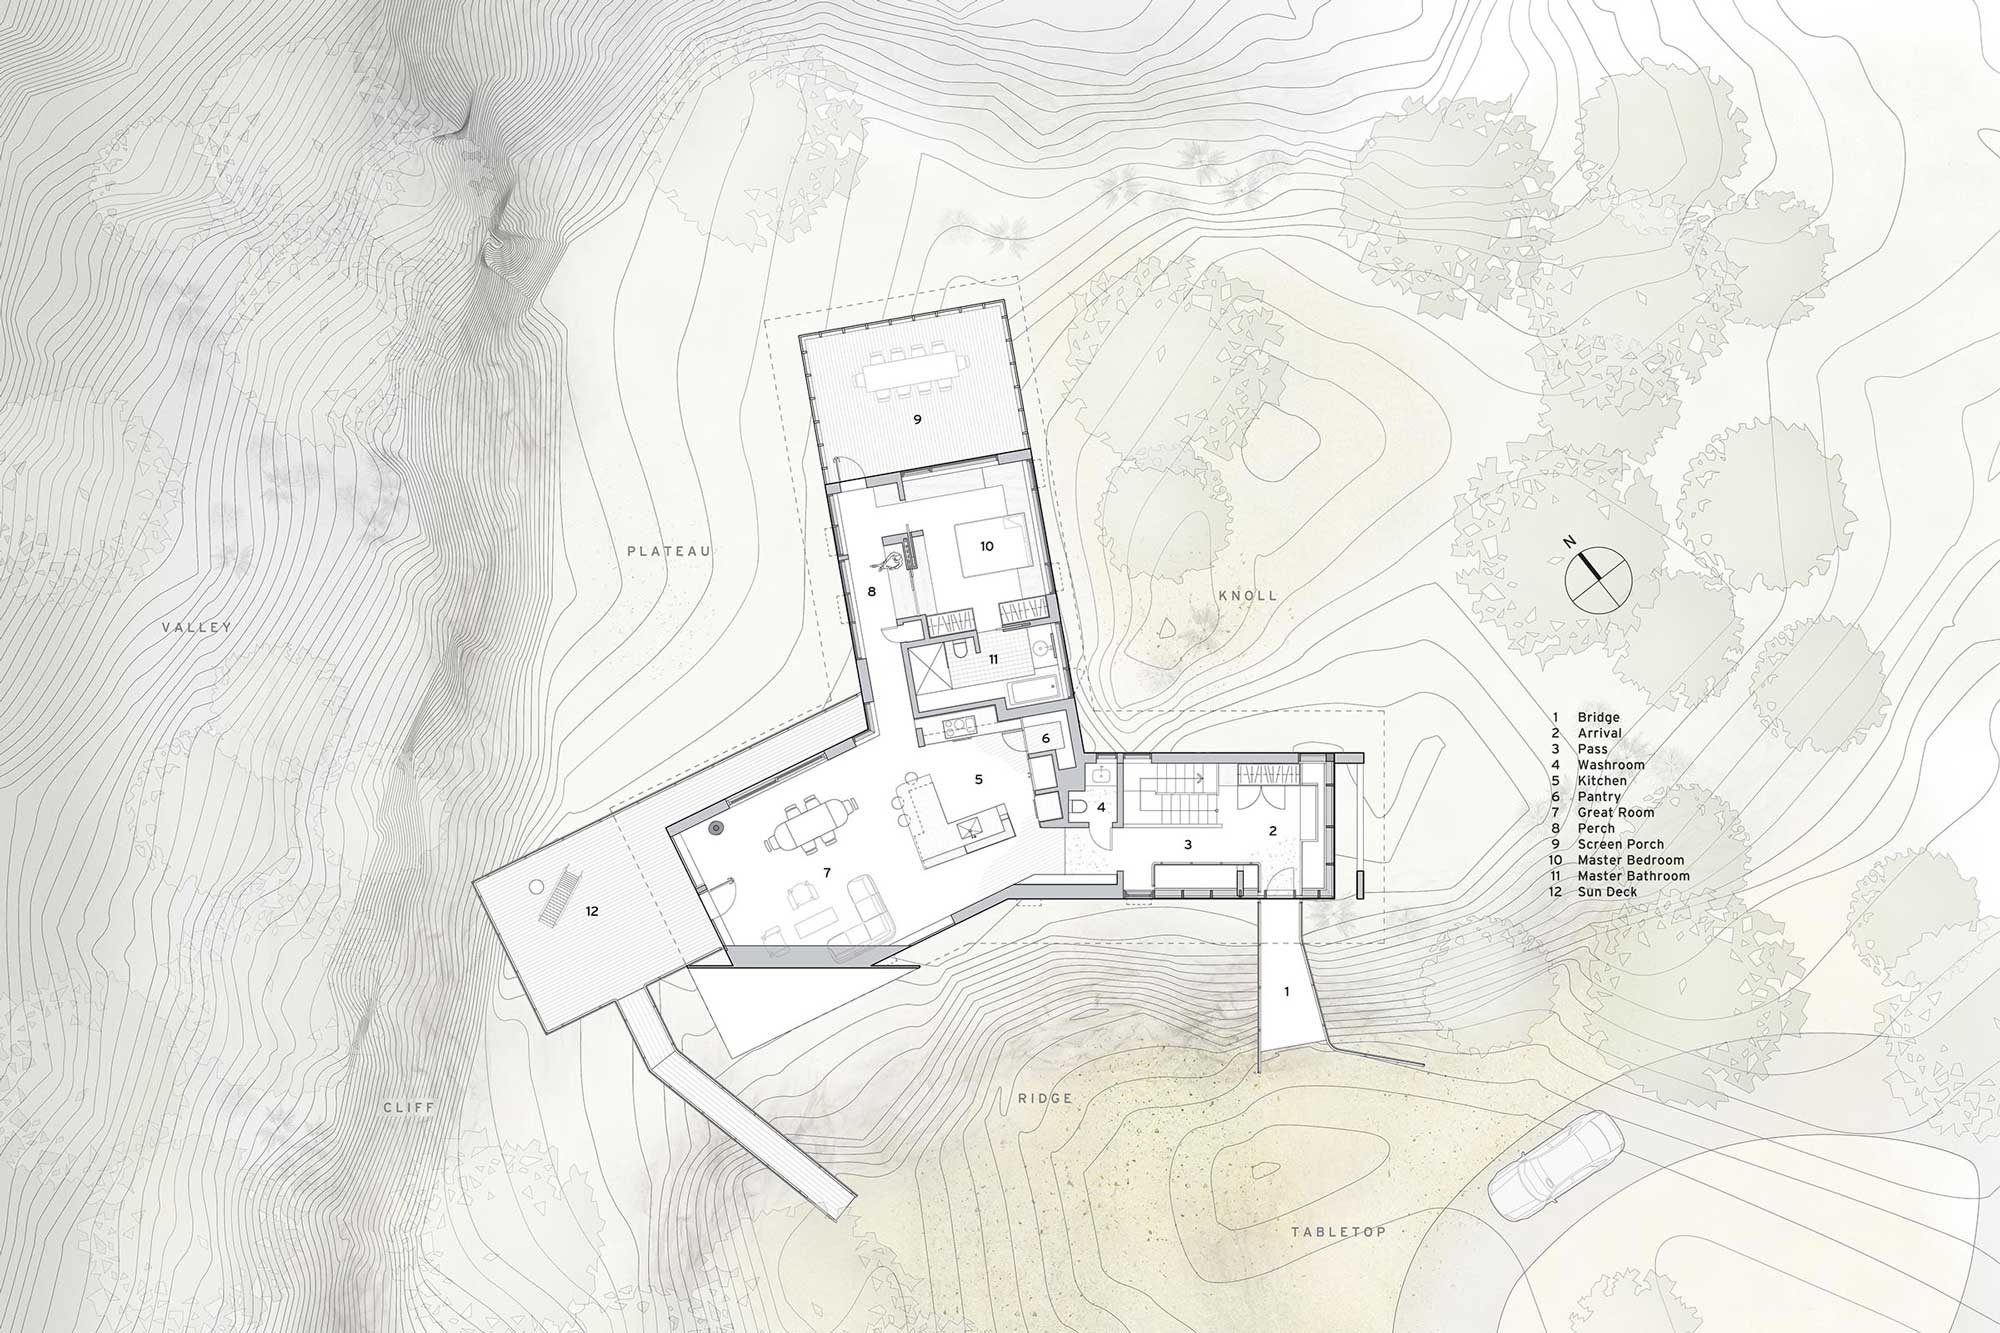 9
N
PLATEAU
10
8
KNOLL
VALLEY
11
6
5
4
2
3
7
12
1
1 Bridge
2 Arrival
3 Pass
4 Washroom
5 Kitchen
6 Pantry
7 Great Room
8 Perch
9 Screen Porch
10 Master Bedroom
11 Master Bathroom
12 Sun Deck
RIDGE
CLIFF
TABLETOP